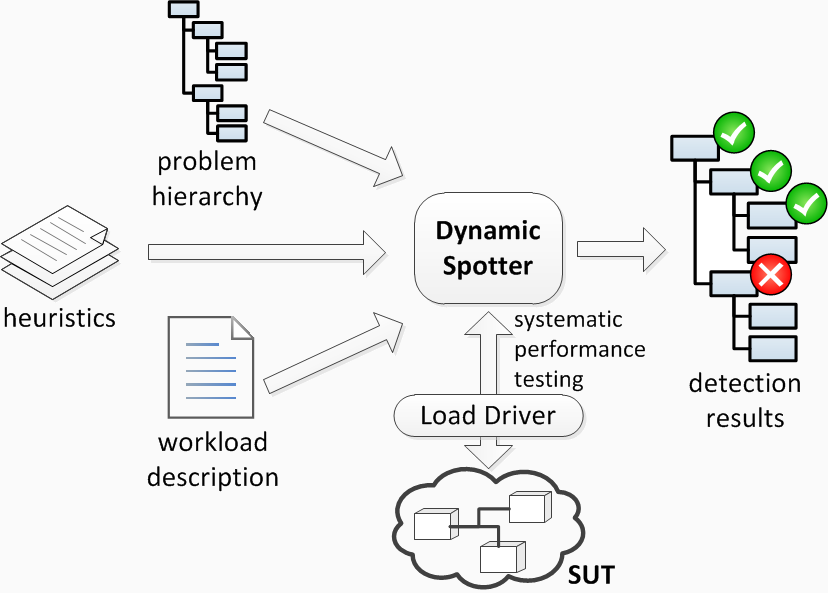 problem
hierarchy
heuristics
workload
description
Dynamic
Spotter
systematic
performance
testing
Load Driver
SUT
detection
results